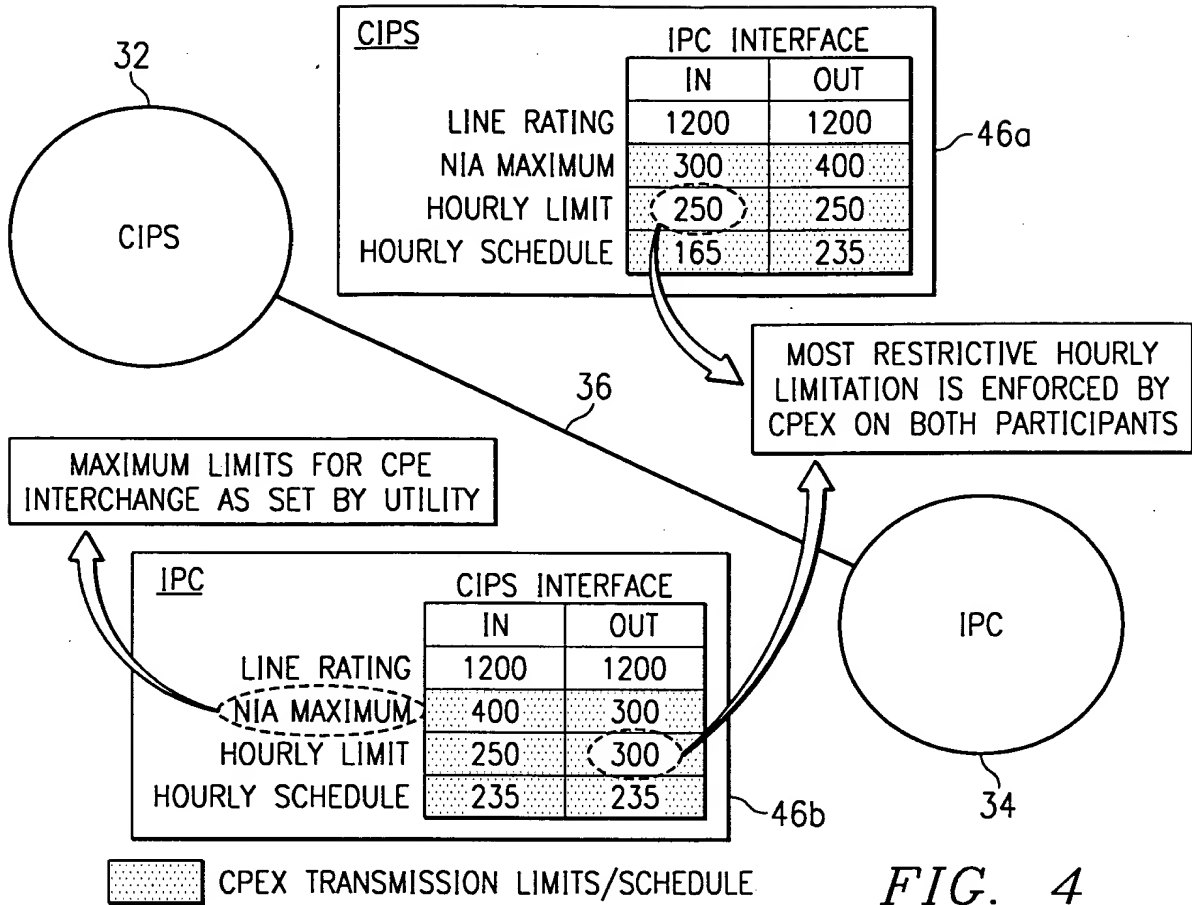 CIPS
IPC INTERFACE
IN OUT
LINE RATING 1200 1200
NIA MAXIMUM 300 400
HOURLY LIMIT 250 250
HOURLY SCHEDULE 165 235
46a
32
CIPS
36
MOST RESTRICTIVE HOURLY
LIMITATION IS ENFORCED BY
CPEX ON BOTH PARTICIPANTS
MAXIMUM LIMITS FOR CPE
INTERCHANGE AS SET BY UTILITY
IPC
CIPS INTERFACE
IN OUT
LINE RATING 1200 1200
NIA MAXIMUM 400 300
HOURLY LIMIT 250 300
HOURLY SCHEDULE 235 235
46b
IPC
34
CPEX TRANSMISSION LIMITS/SCHEDULE
FIG. 4